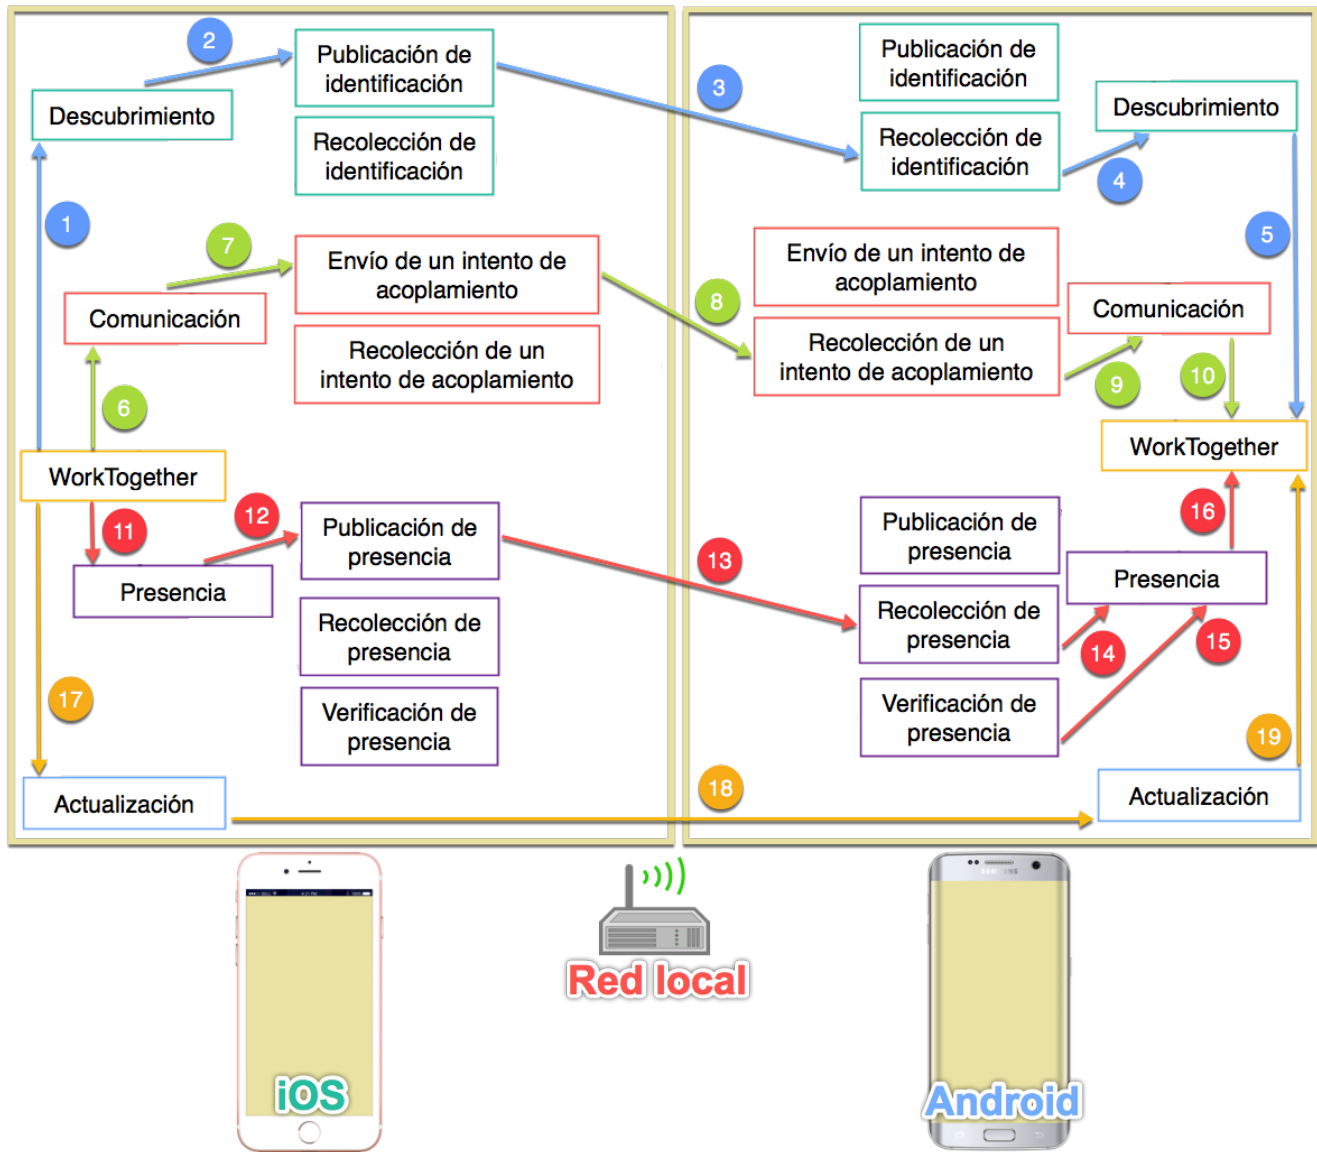 2
Publicación de
identificación
Descubrimiento
Recolección de
identificación
1
3
Publicación de
identificación
Descubrimiento
Recolección de
identificación
4
5
7
Envío de un intento de
acoplamiento
Comunicación
Recolección de un
intento de acoplamiento
6
8
Envío de un intento de
acoplamiento
Comunicación
Recolección de un
intento de acoplamiento
9
10
WorkTogether
WorkTogether
11
12
Publicación de
presencia
Presencia
Recolección de
presencia
Verificación de
presencia
13
Publicación de
presencia
16
Presencia
Recolección de
presencia
14
15
Verificación de
presencia
17
Actualización
18
19
Actualización
Red local
iOS
Android